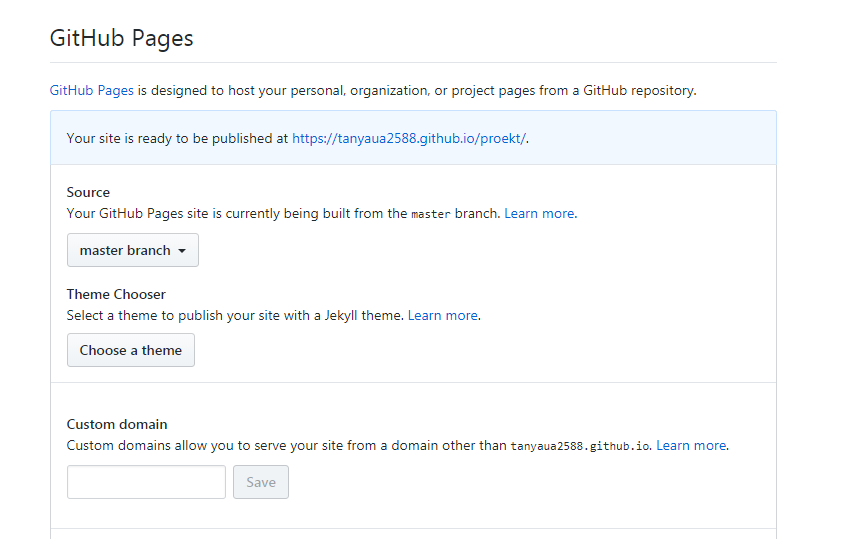 GitHub Pages
GitHub Pages is designed to host your personal, organization, or project pages from a GitHub repository.
Your site is ready to be published at https://tanyaua2588.github.io/proekt/.
Source
Your GitHub Pages site is currently being built from the master branch. Learn more.
master branch
Theme Chooser
Select a theme to publish your site with a Jekyll theme. Learn more.
Choose a theme
Custom domain
Custom domains allow you to serve your site from a domain other than tanyaua2588.github.io. Learn more.
Save